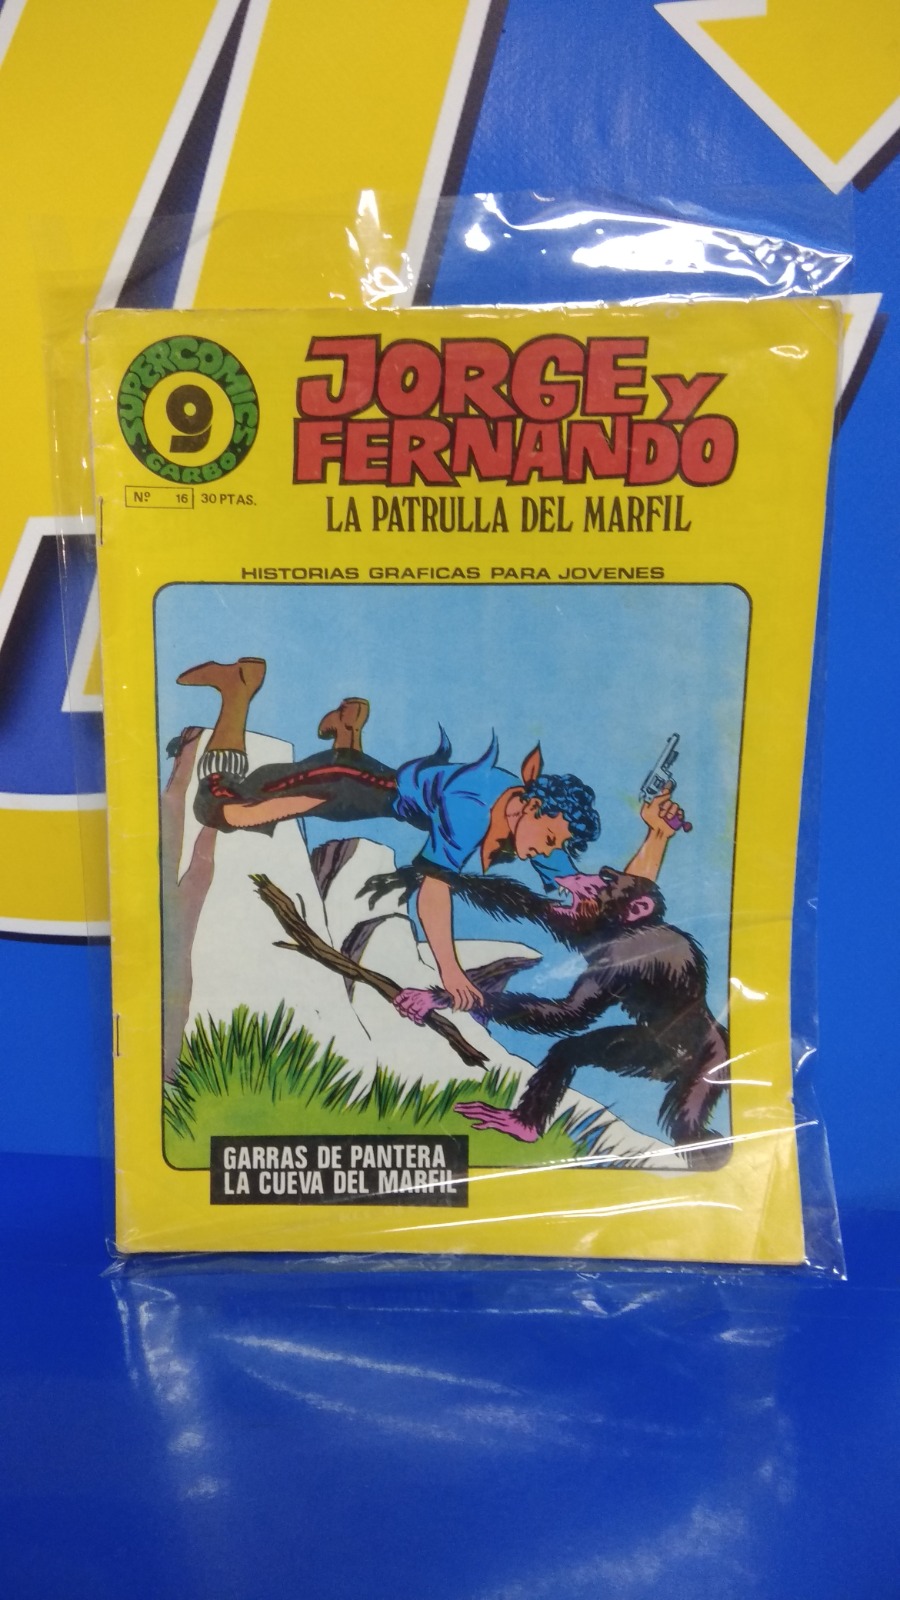 SUPERCOMICS
9
GARBO
Nº 16 30 PTAS.
JORGE Y
FERNANDO
LA PATRULLA DEL MARFIL
HISTORIAS GRAFICAS PARA JOVENES
GARRAS DE PANTERA
LA CUEVA DEL MARFIL